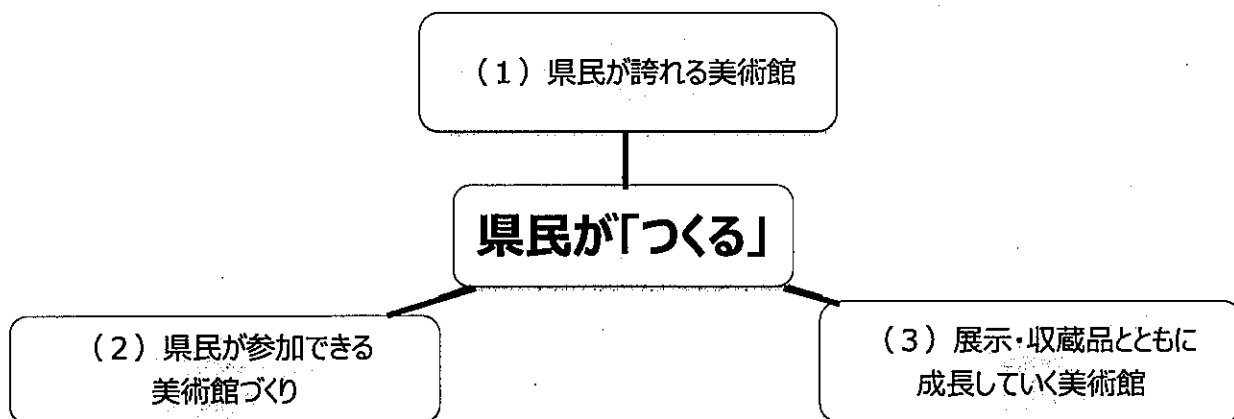 （１）県民が誇れる美術館
県民が「つくる」
（２）県民が参加できる
美術館づくり
（３）展示・収蔵品とともに
成長していく美術館